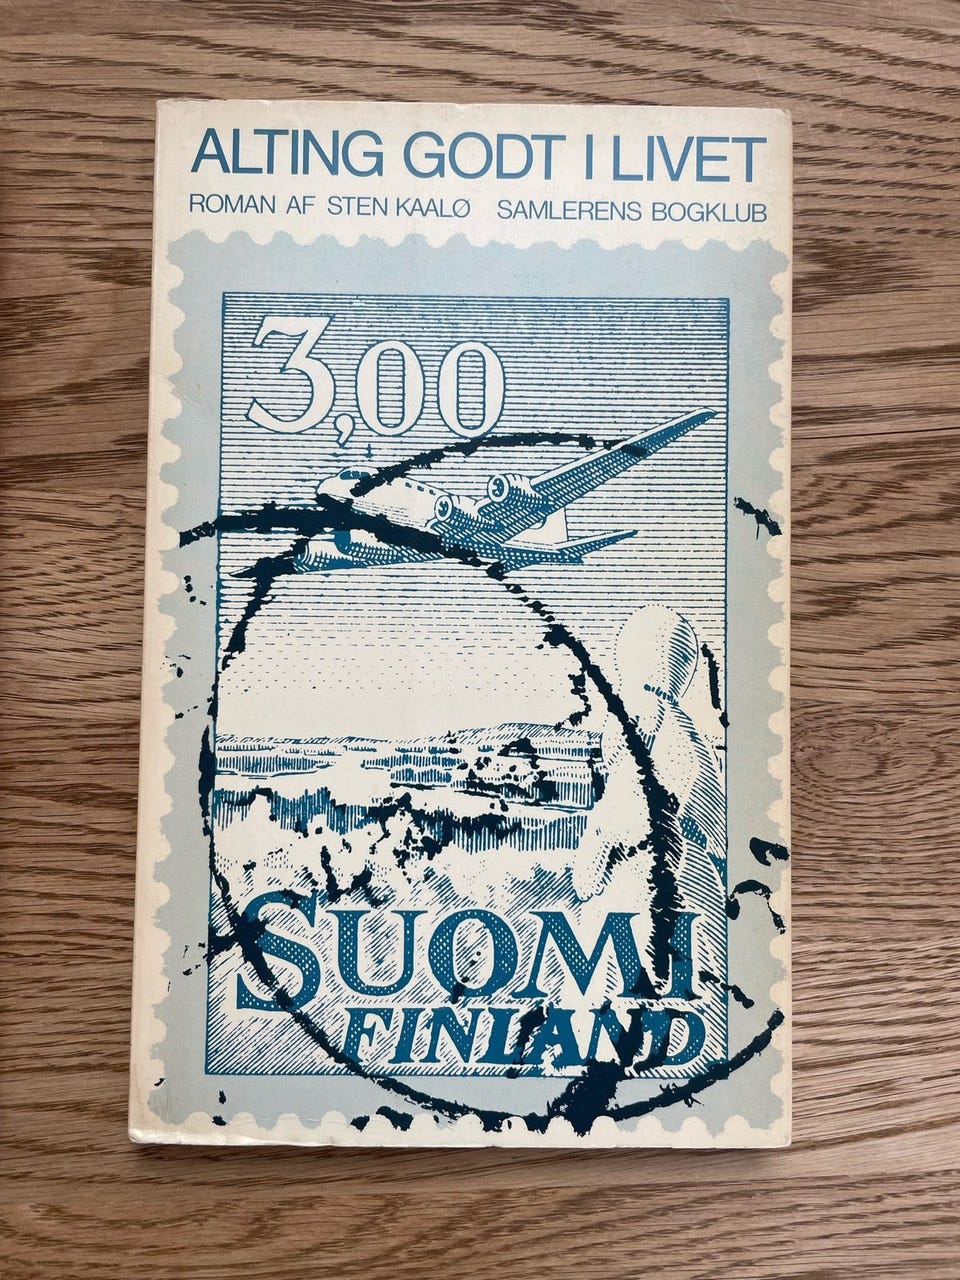 ALTING GODT I LIVET
ROMAN AF STEN KAALØ SAMLERENS BOGKLUB
3,00
SUOMI
FINLAND